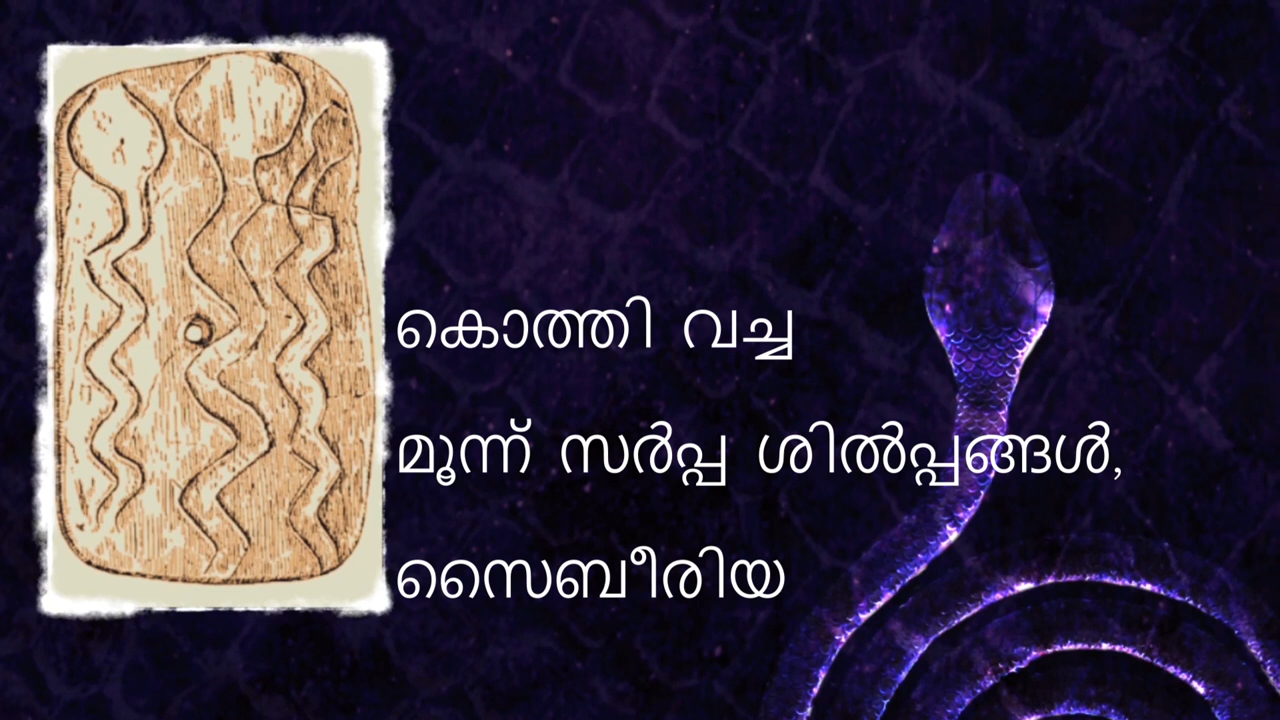 കൊത്തി വച്ച
മൂന്ന് സർപ്പ ശിൽപ്പങ്ങൾ,
സൈബീരിയ